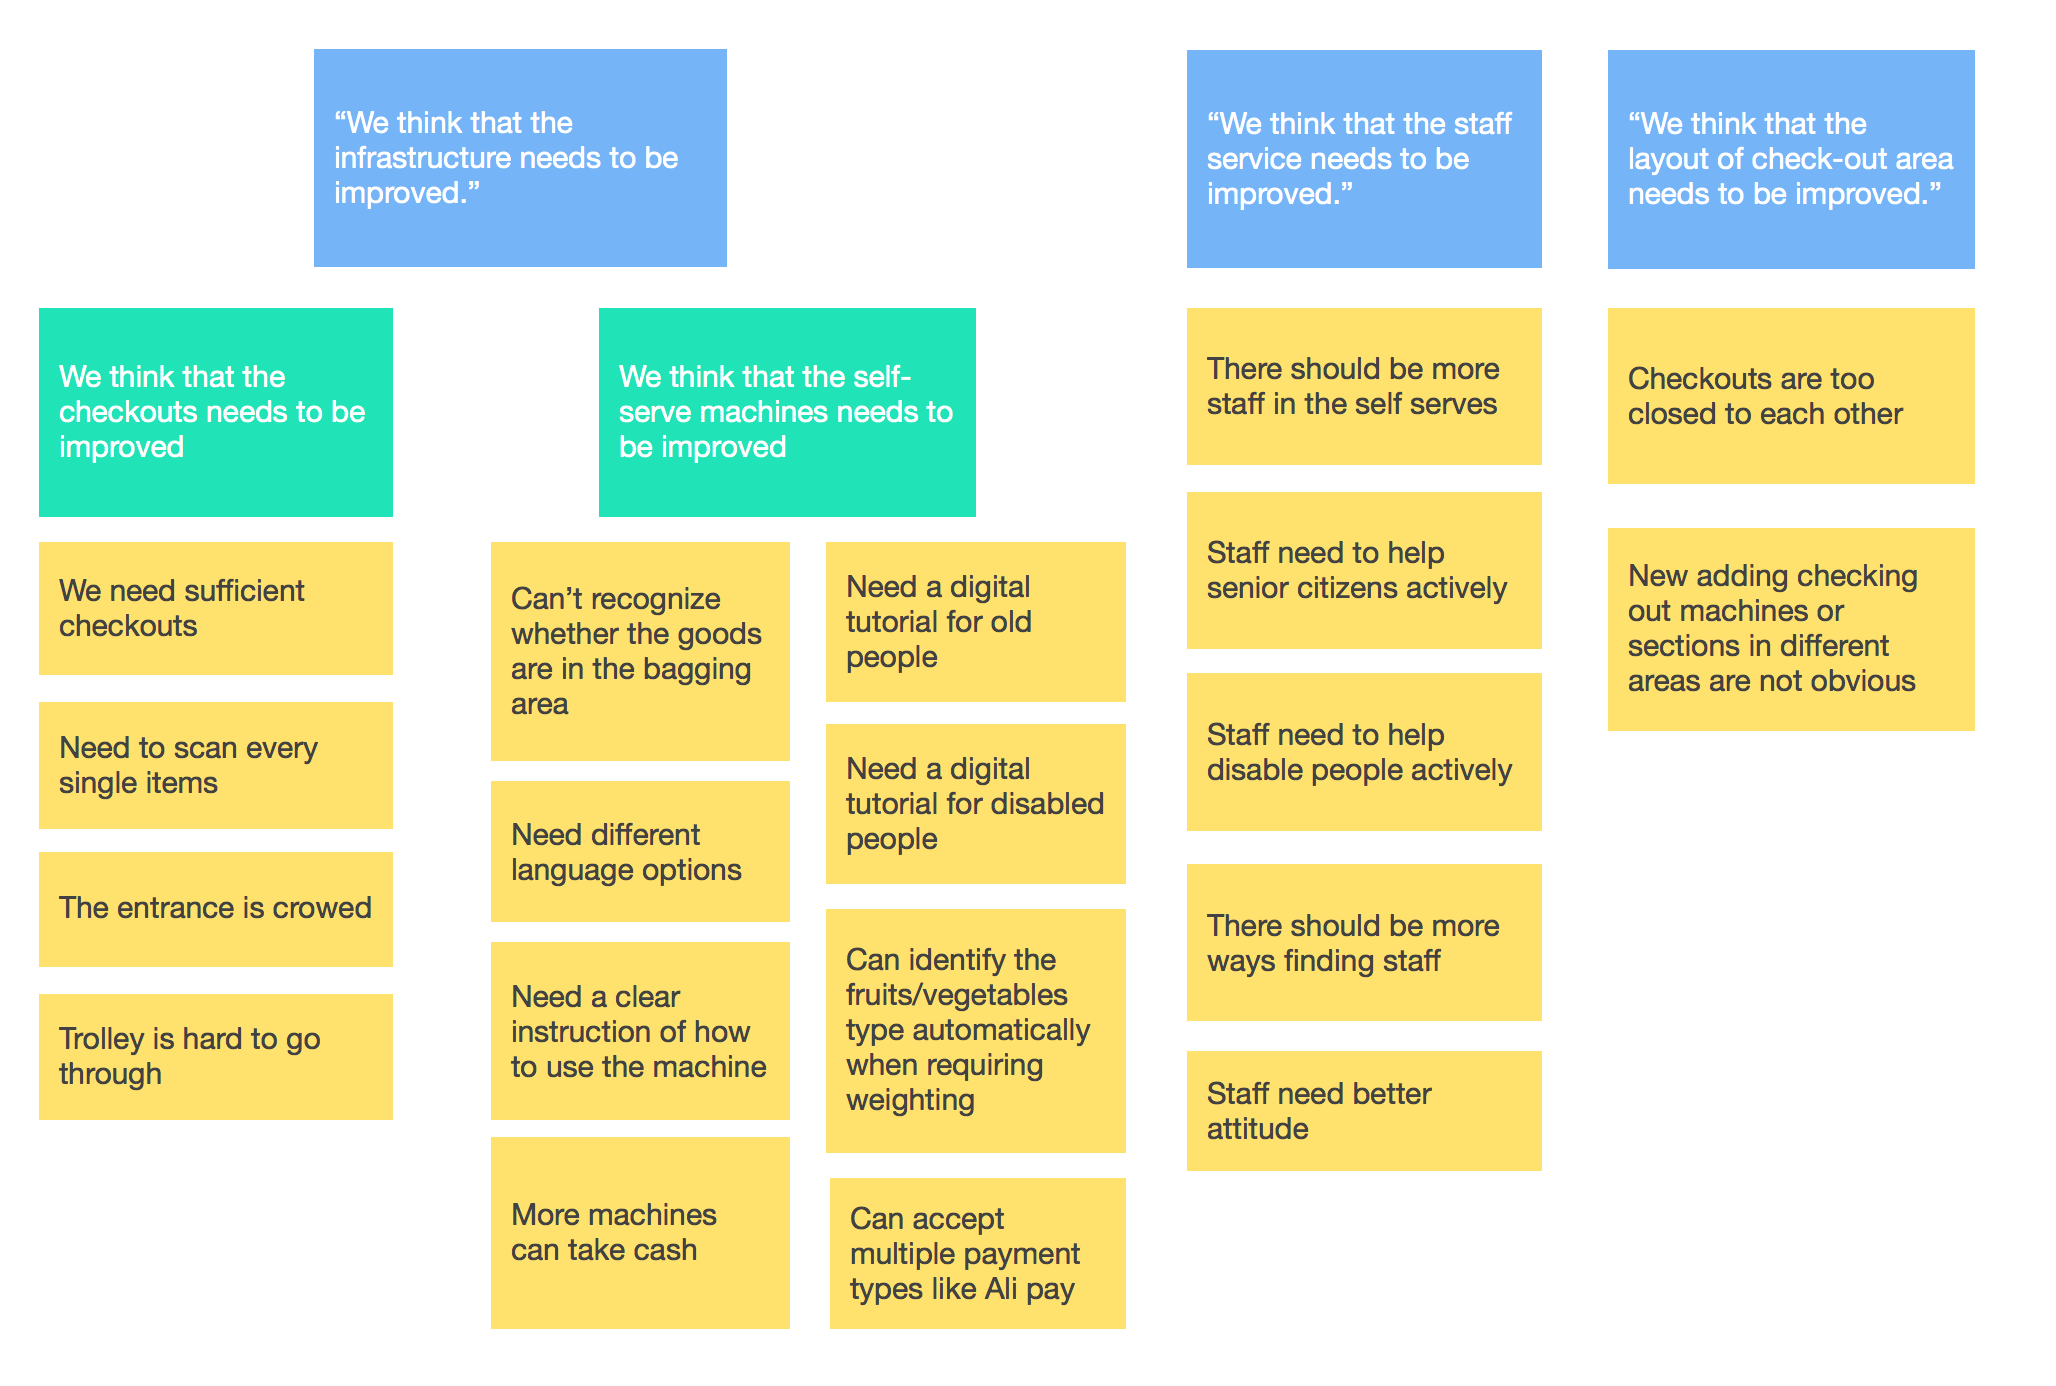 “We think that the
infrastructure needs to be
improved.”
“We think that the staff
service needs to be
improved.”
“We think that the
layout of check-out area
needs to be improved.”
We think that the
checkouts needs to be
improved
We need sufficient
checkouts
Need to scan every
single items
The entrance is crowed
Trolley is hard to go
through
We think that the self-
serve machines needs to
be improved
Can’t recognize
whether the goods
are in the bagging
area
Need different
language options
Need a clear
instruction of how
to use the machine
More machines
can take cash
Need a digital
tutorial for old
people
Need a digital
tutorial for disabled
people
Can identify the
fruits/vegetables
type automatically
when requiring
weighting
Can accept
multiple payment
types like Ali pay
There should be more
staff in the self serves
Staff need to help
senior citizens actively
Staff need to help
disable people actively
There should be more
ways finding staff
Staff need better
attitude
Checkouts are too
closed to each other
New adding checking
out machines or
sections in different
areas are not obvious